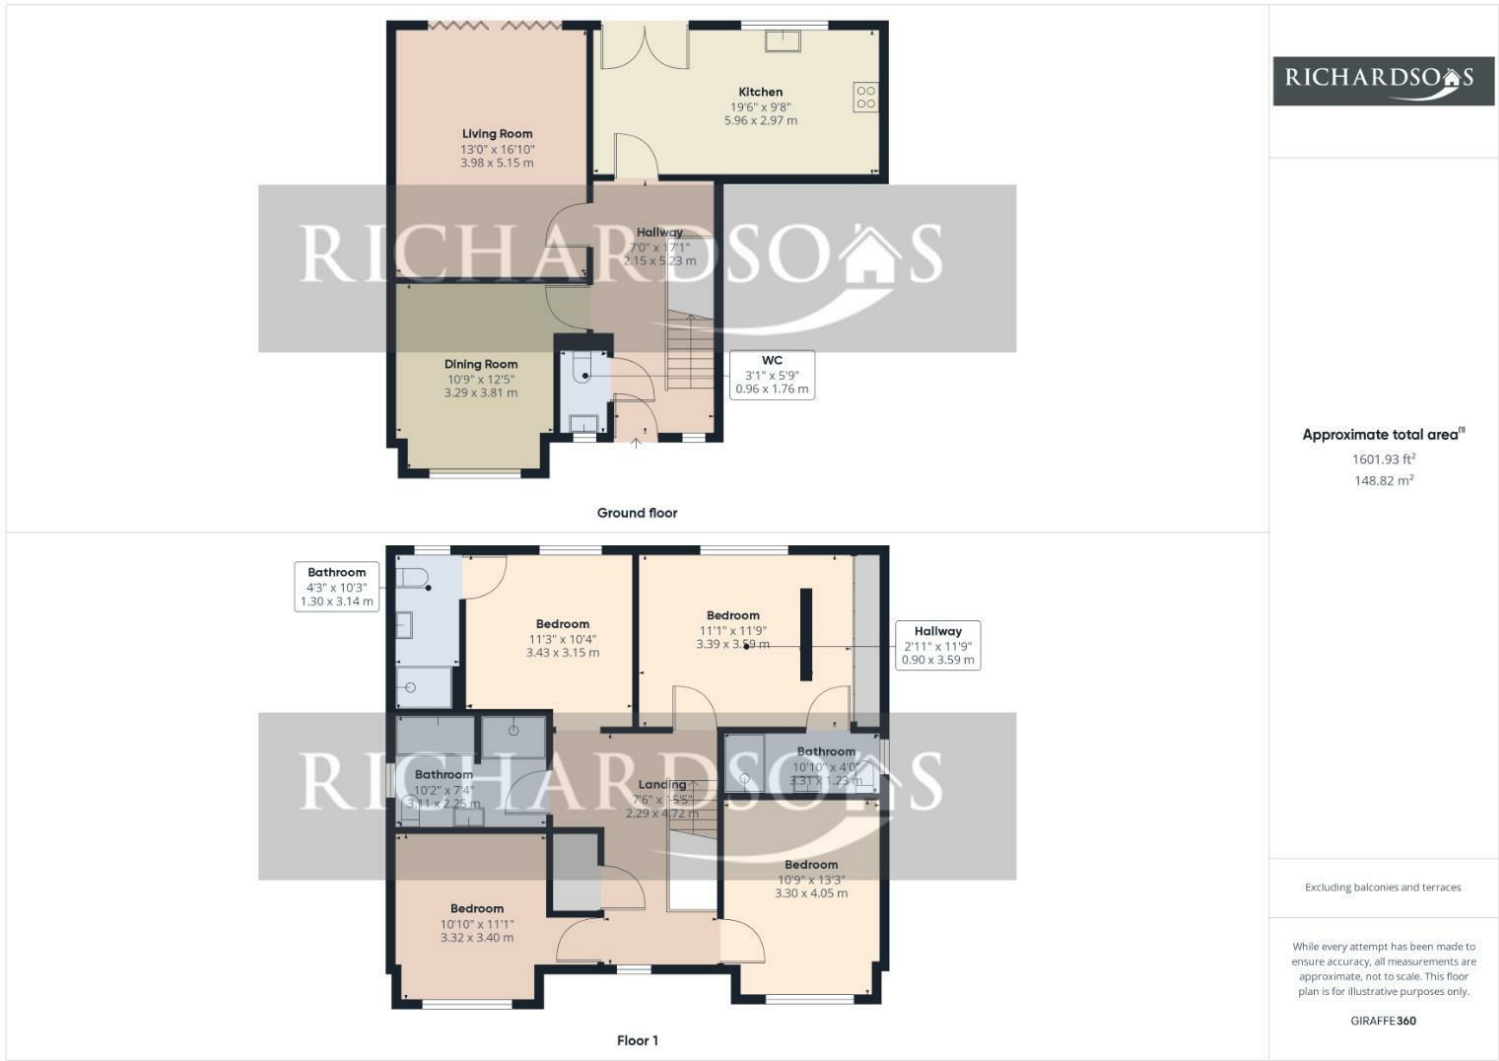 Kitchen
19'6" x 9'8"
5.96 x 2.97 m
Living Room
13'0" x 16'10"
3.98 x 5.15 m
RICHARDSONS
Hallway
7'0" x 17'1"
2.15 x 5.23 m
Dining Room
10'9" x 12'5"
3.29 x 3.81 m
WC
3'1" x 5'9"
0.96 x 1.76 m
Ground floor
Bathroom
4'3" x 10'3"
1.30 x 3.14 m
Bedroom
11'3" x 10'4"
3.43 x 3.15 m
Bedroom
11'1" x 11'9"
3.39 x 3.59 m
Hallway
2'11" x 11'9"
0.90 x 3.59 m
RICHARDSONS
Bathroom
10'2" x 7'4"
3.11 x 2.25 m
Landing
7'6" x 15'5"
2.29 x 4.72 m
Bathroom
10'10" x 4'0"
3.31 x 1.23 m
Bedroom
10'9" x 13'3"
3.30 x 4.05 m
Bedroom
10'10" x 11'1"
3.32 x 3.40 m
Floor 1
RICHARDSONS
Approximate total area⁽¹⁾
1601.93 ft²
148.82 m²
Excluding balconies and terraces
While every attempt has been made to
ensure accuracy, all measurements are
approximate, not to scale. This floor
plan is for illustrative purposes only.
GIRAFFE360